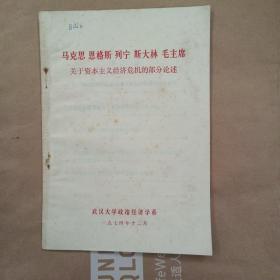 马克思 恩格斯 列宁 斯大林 毛主席
关于资本主义经济危机的部分论述
武汉大学政治经济学系
一九七四年十二月